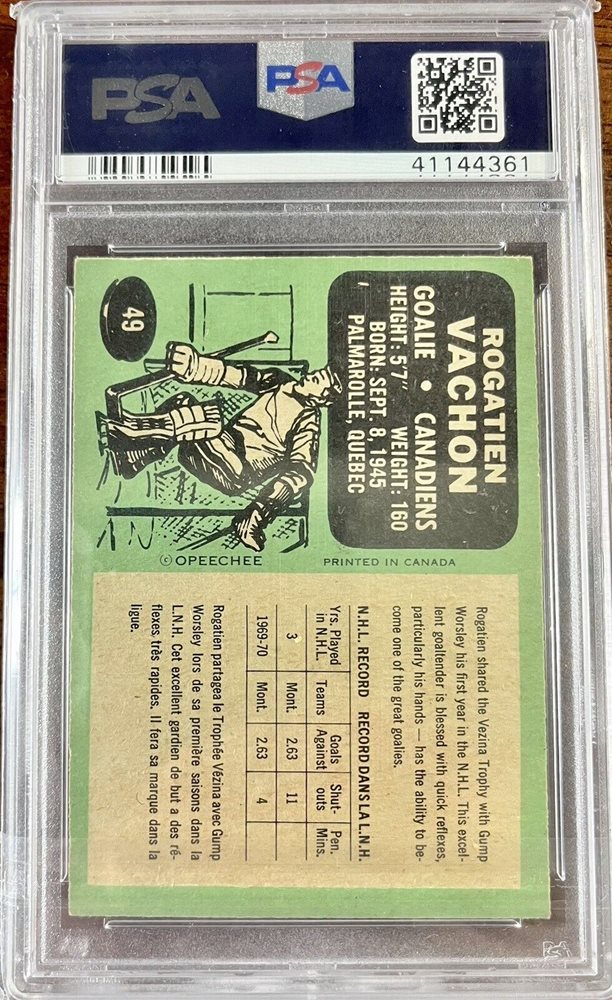 PSA
PSA
41144361
ROGATIEN
VACHON
GOALIE • CANADIENS
HEIGHT: 5'7" WEIGHT: 160
BORN: SEPT. 8, 1945
PALMAROLLE, QUEBEC
49
© OPEECHEE
PRINTED IN CANADA
Rogatien shared the Vezina Trophy with Gump
Worsley his first year in the N.H.L. This excel-
lent goaltender is blessed with quick reflexes,
particularly his hands — has the ability to be-
come one of the great goalies.
N.H.L. RECORD RECORD DANS LA L.N.H.
Yrs. Played in N.H.L. Teams Goals Against Shut-outs Pen. Mins.
3 Mont. 2.63 11
1969-70 Mont. 2.63 4
Rogatien partagea le Trophée Vézina avec Gump
Worsley lors de sa première saisons dans la
L.N.H. Cet excellent gardien de but a des ré-
flexes très rapides. Il fera sa marque dans la
ligue.